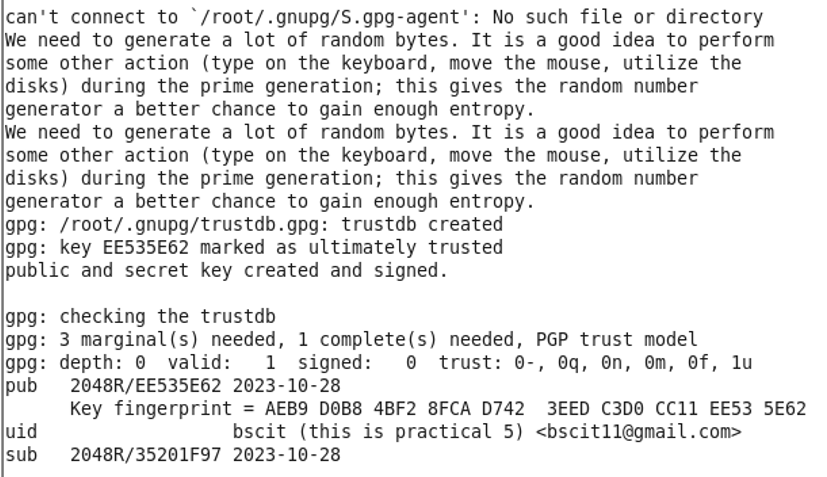 can't connect to `/root/.gnupg/S.gpg-agent': No such file or directory
We need to generate a lot of random bytes. It is a good idea to perform
some other action (type on the keyboard, move the mouse, utilize the
disks) during the prime generation; this gives the random number
generator a better chance to gain enough entropy.
We need to generate a lot of random bytes. It is a good idea to perform
some other action (type on the keyboard, move the mouse, utilize the
disks) during the prime generation; this gives the random number
generator a better chance to gain enough entropy.
gpg: /root/.gnupg/trustdb.gpg: trustdb created
gpg: key EE535E62 marked as ultimately trusted
public and secret key created and signed.

gpg: checking the trustdb
gpg: 3 marginal(s) needed, 1 complete(s) needed, PGP trust model
gpg: depth: 0  valid:   1  signed:   0  trust: 0-, 0q, 0n, 0m, 0f, 1u
pub   2048R/EE535E62 2023-10-28
      Key fingerprint = AEB9 D0B8 4BF2 8FCA D742  3EED C3D0 CC11 EE53 5E62
uid                  bscit (this is practical 5) <bscit11@gmail.com>
sub   2048R/35201F97 2023-10-28